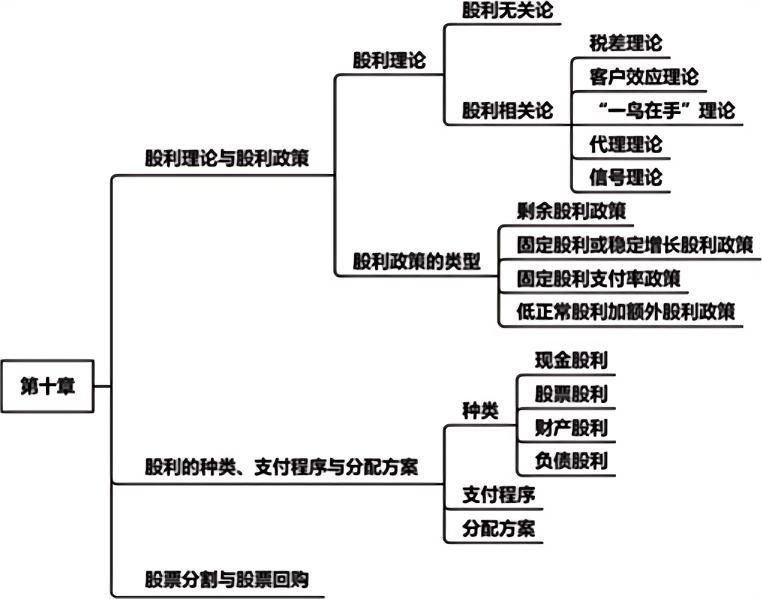 股利无关论
税差理论
股利理论
客户效应理论
股利相关论
“一鸟在手”理论
代理理论
股利理论与股利政策
信号理论
剩余股利政策
固定股利或稳定增长股利政策
股利政策的类型
固定股利支付率政策
低正常股利加额外股利政策
现金股利
第十章
股票股利
种类
财产股利
负债股利
股利的种类、支付程序与分配方案
支付程序
分配方案
股票分割与股票回购